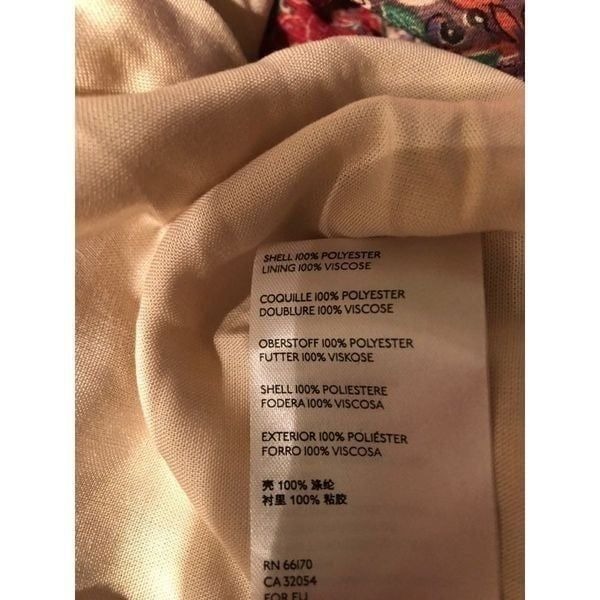 SHELL 100% POLYESTER
LINING 100% VISCOSE
COQUILLE 100% POLYESTER
DOUBLURE 100% VISCOSE
OBERSTOFF 100% POLYESTER
FUTTER 100% VISKOSE
SHELL 100% POLIESTERE
FODERA 100% VISCOSA
EXTERIOR 100% POLIÉSTER
FORRO 100% VISCOSA
壳 100% 涤纶
衬里 100% 粘胶
RN 66170
CA 32054
FOR EU